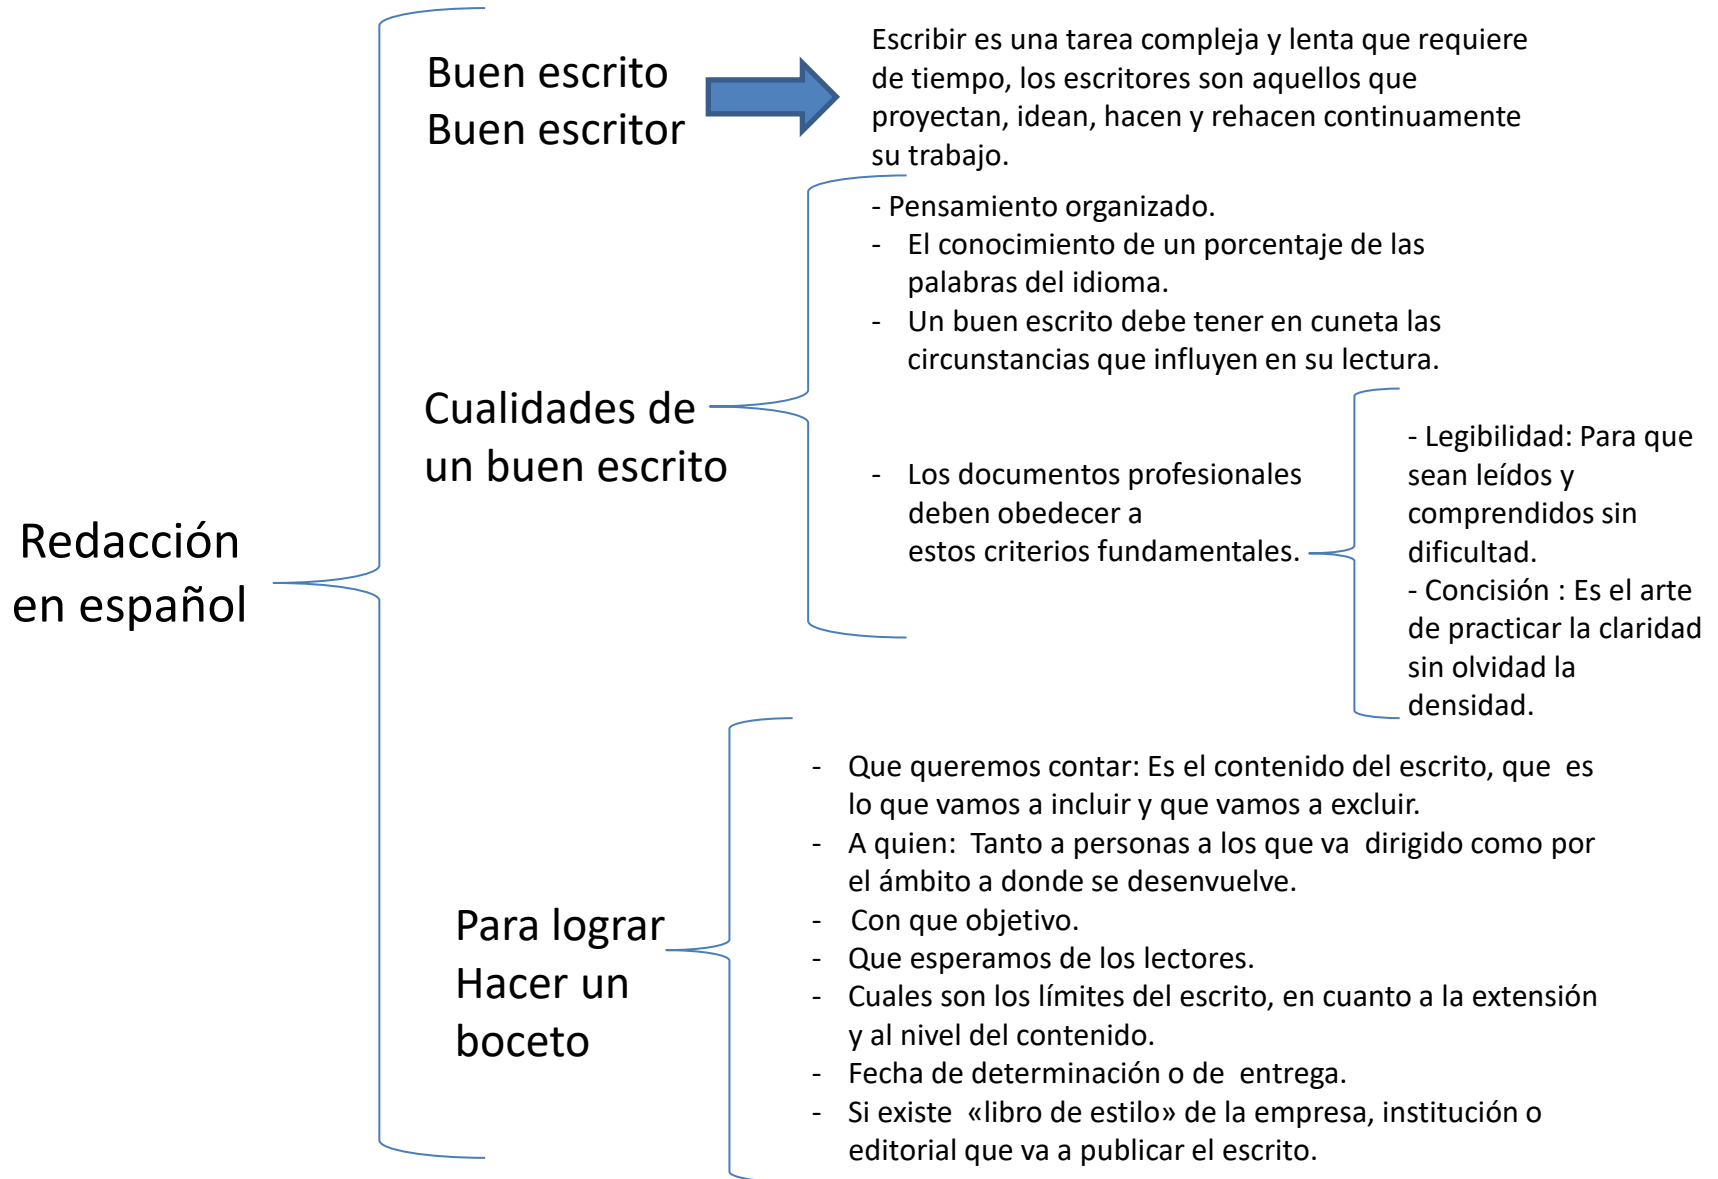 Redacción
en español
Buen escrito
Buen escritor
Escribir es una tarea compleja y lenta que requiere
de tiempo, los escritores son aquellos que
proyectan, idean, hacen y rehacen continuamente
su trabajo.
Cualidades de
un buen escrito
- Pensamiento organizado.
- El conocimiento de un porcentaje de las
palabras del idioma.
- Un buen escrito debe tener en cuneta las
circunstancias que influyen en su lectura.
- Los documentos profesionales
deben obedecer a
estos criterios fundamentales.
- Legibilidad: Para que
sean leídos y
comprendidos sin
dificultad.
- Concisión : Es el arte
de practicar la claridad
sin olvidad la
densidad.
Para lograr
Hacer un
boceto
- Que queremos contar: Es el contenido del escrito, que es
lo que vamos a incluir y que vamos a excluir.
- A quien: Tanto a personas a los que va dirigido como por
el ámbito a donde se desenvuelve.
- Con que objetivo.
- Que esperamos de los lectores.
- Cuales son los límites del escrito, en cuanto a la extensión
y al nivel del contenido.
- Fecha de determinación o de entrega.
- Si existe «libro de estilo» de la empresa, institución o
editorial que va a publicar el escrito.